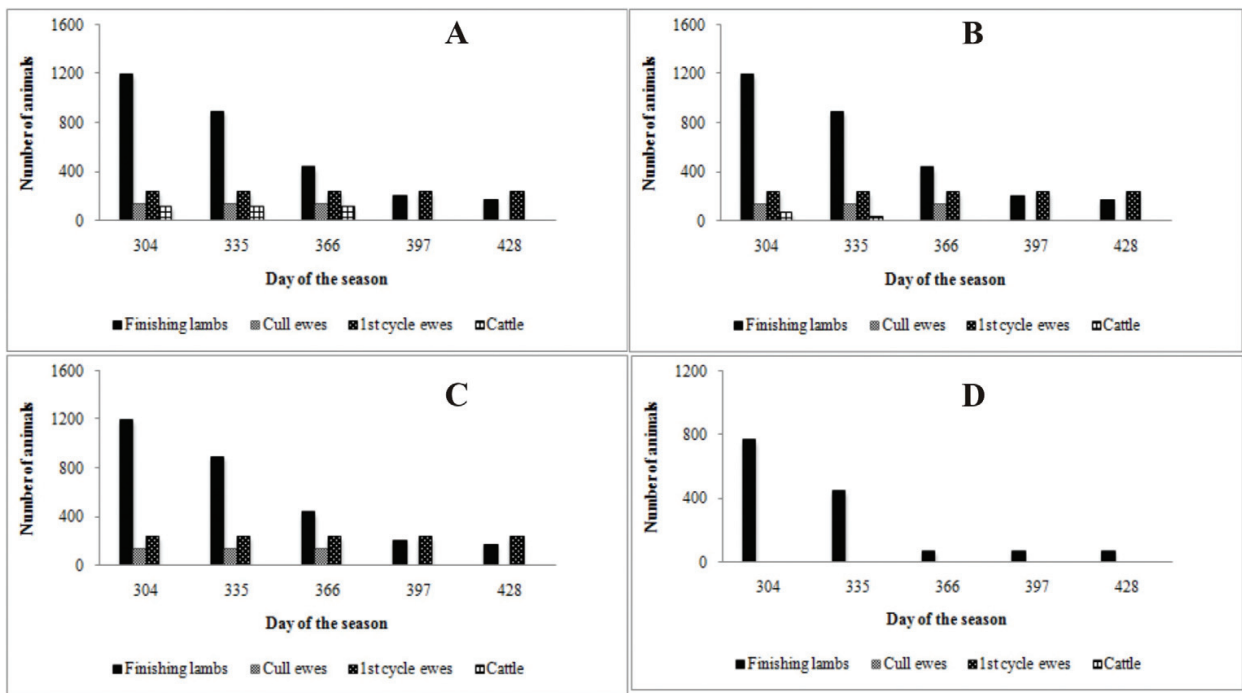 A
Number of animals
1600
1200
800
400
0
304 335 366 397 428
Day of the season
Finishing lambs Cull ewes 1st cycle ewes Cattle
B
Number of animals
1600
1200
800
400
0
304 335 366 397 428
Day of the season
Finishing lambs Cull ewes 1st cycle ewes Cattle
C
Number of animals
1600
1200
800
400
0
304 335 366 397 428
Day of the season
Finishing lambs Cull ewes 1st cycle ewes Cattle
D
Number of animals
1200
800
400
0
304 335 366 397 428
Day of the season
Finishing lambs Cull ewes 1st cycle ewes Cattle